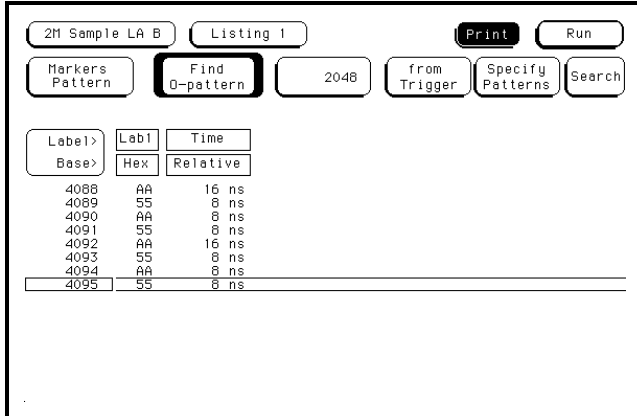 2M Sample LA B Listing 1 Print Run
Markers Pattern Find O-pattern 2048 from Trigger Specify Patterns Search
Label> Lab1 Time
Base> Hex Relative
4088 AA 16 ns
4089 55 8 ns
4090 AA 8 ns
4091 55 8 ns
4092 AA 16 ns
4093 55 8 ns
4094 AA 8 ns
4095 55 8 ns